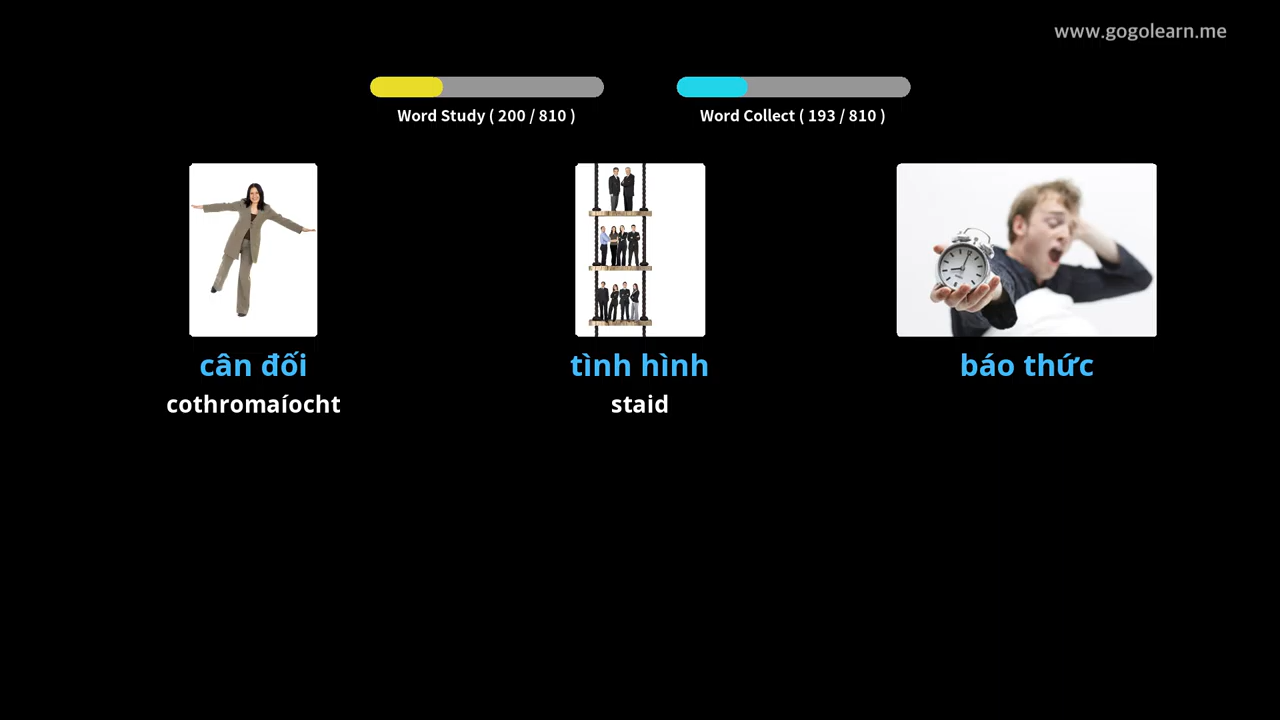 www.gogolearn.me
Word Study ( 200 / 810 )
Word Collect ( 193 / 810 )
cân đối
tình hình
báo thức
cothromaíocht
staid